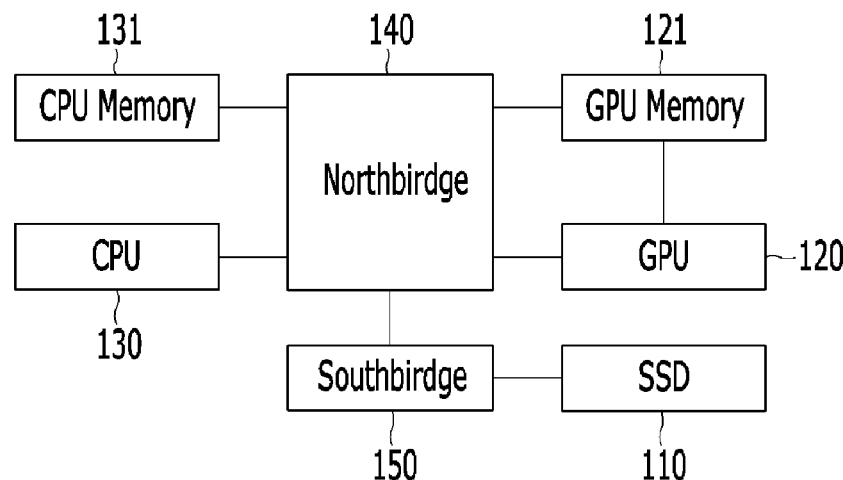 131
140
121
CPU Memory
GPU Memory
Northbirdge
CPU
GPU
120
130
Southbirdge
SSD
150
110